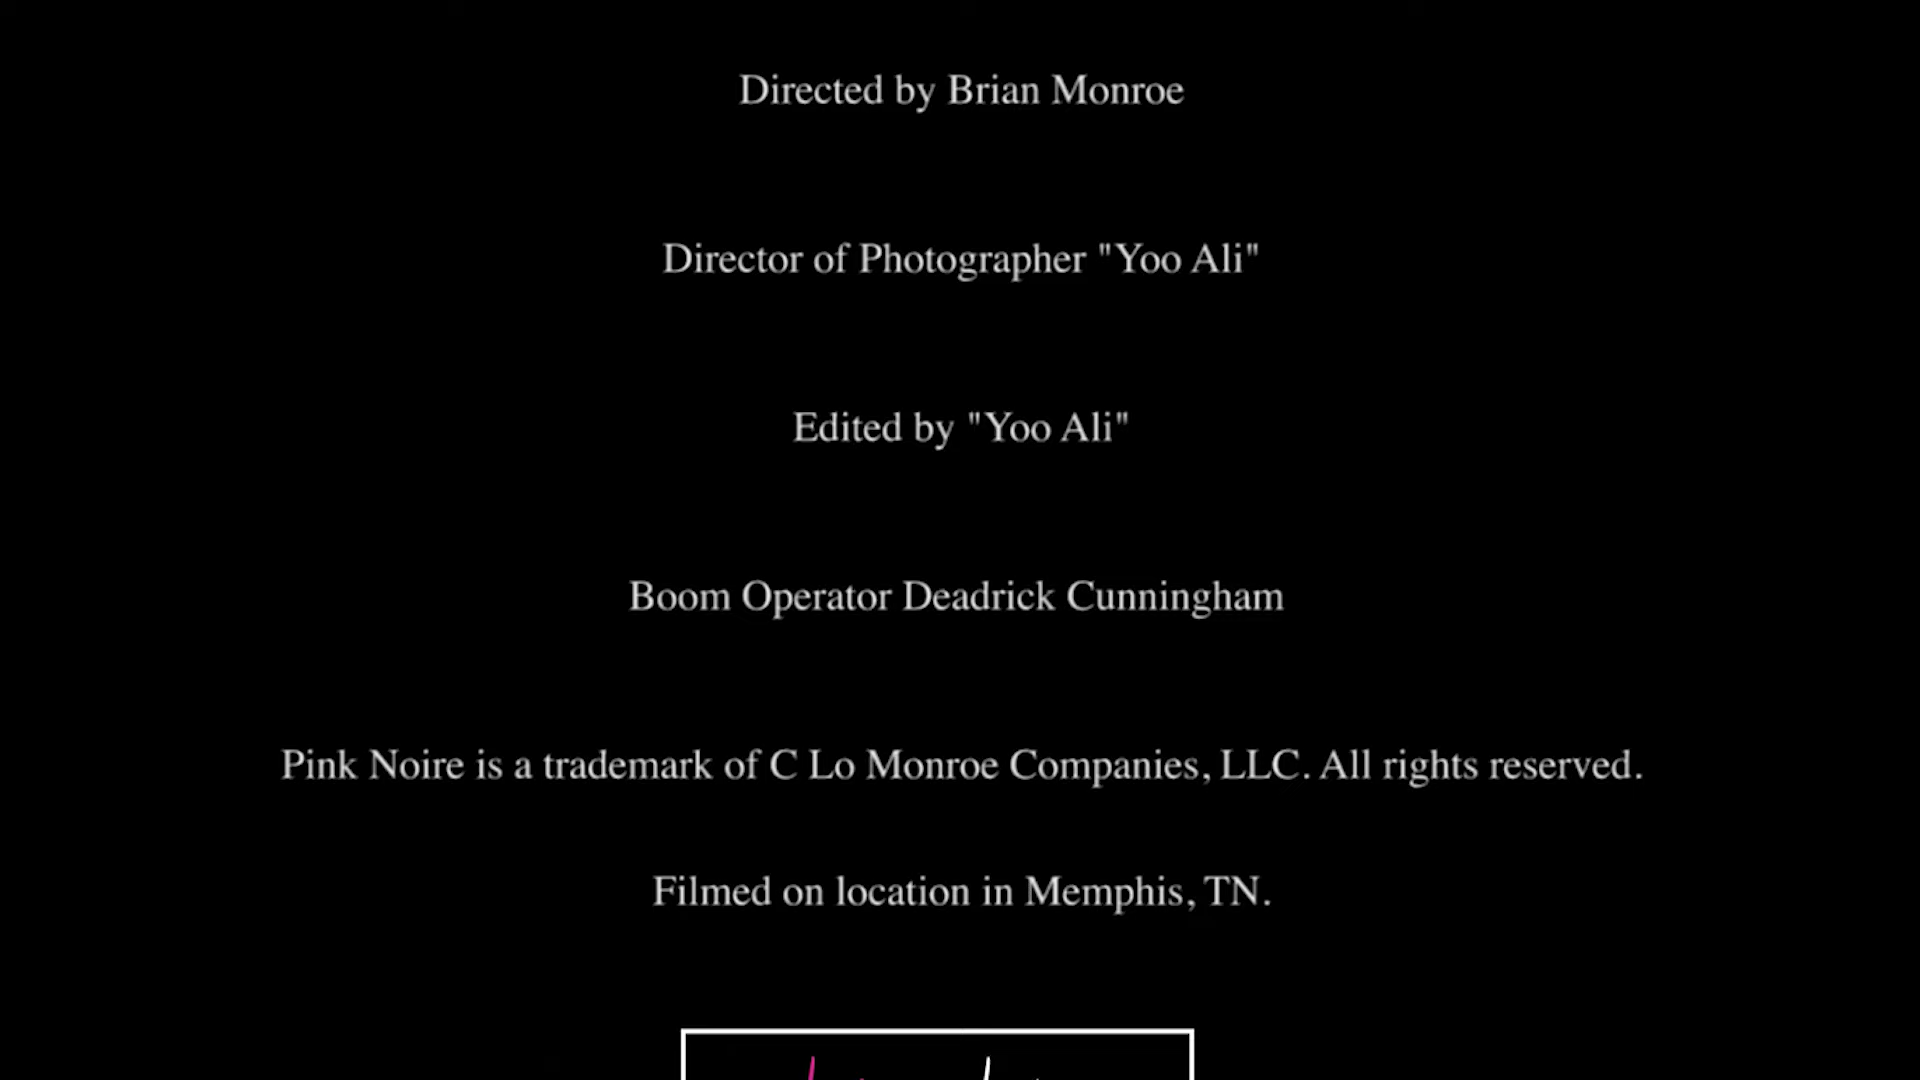 Directed by Brian Monroe
Director of Photographer "Yoo Ali"
Edited by "Yoo Ali"
Boom Operator Deadrick Cunningham
Pink Noire is a trademark of C Lo Monroe Companies, LLC. All rights reserved.
Filmed on location in Memphis, TN.